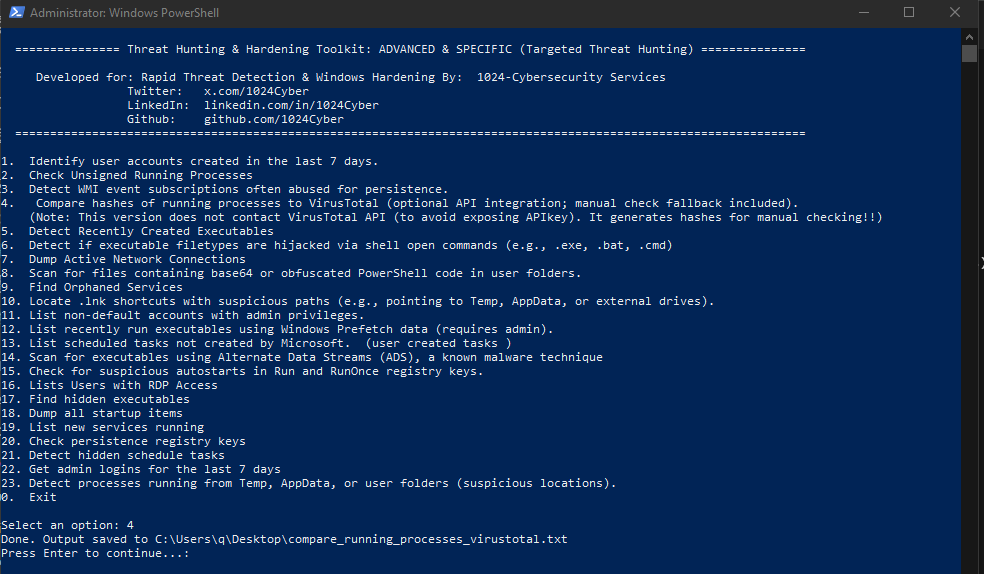 Administrator: Windows PowerShell
=============== Threat Hunting & Hardening Toolkit: ADVANCED & SPECIFIC (Targeted Threat Hunting) ===============
Developed for: Rapid Threat Detection & Windows Hardening By:  1024-Cybersecurity Services
Twitter:   x.com/1024Cyber
LinkedIn:  linkedin.com/in/1024Cyber
Github:    github.com/1024Cyber
=================================================================================================================
1.  Identify user accounts created in the last 7 days.
2.  Check Unsigned Running Processes
3.  Detect WMI event subscriptions often abused for persistence.
4.   Compare hashes of running processes to VirusTotal (optional API integration; manual check fallback included).
(Note: This version does not contact VirusTotal API (to avoid exposing APIkey). It generates hashes for manual checking!!)
5.  Detect Recently Created Executables
6.  Detect if executable filetypes are hijacked via shell open commands (e.g., .exe, .bat, .cmd)
7.  Dump Active Network Connections
8.  Scan for files containing base64 or obfuscated PowerShell code in user folders.
9.  Find Orphaned Services
10. Locate .lnk shortcuts with suspicious paths (e.g., pointing to Temp, AppData, or external drives).
11. List non-default accounts with admin privileges.
12. List recently run executables using Windows Prefetch data (requires admin).
13. List scheduled tasks not created by Microsoft.  (user created tasks )
14. Scan for executables using Alternate Data Streams (ADS), a known malware technique
15. Check for suspicious autostarts in Run and RunOnce registry keys.
16. Lists Users with RDP Access
17. Find hidden executables
18. Dump all startup items
19. List new services running
20. Check persistence registry keys
21. Detect hidden schedule tasks
22. Get admin logins for the last 7 days
23. Detect processes running from Temp, AppData, or user folders (suspicious locations).
0.  Exit
Select an option: 4
Done. Output saved to C:\Users\q\Desktop\compare_running_processes_virustotal.txt
Press Enter to continue...: